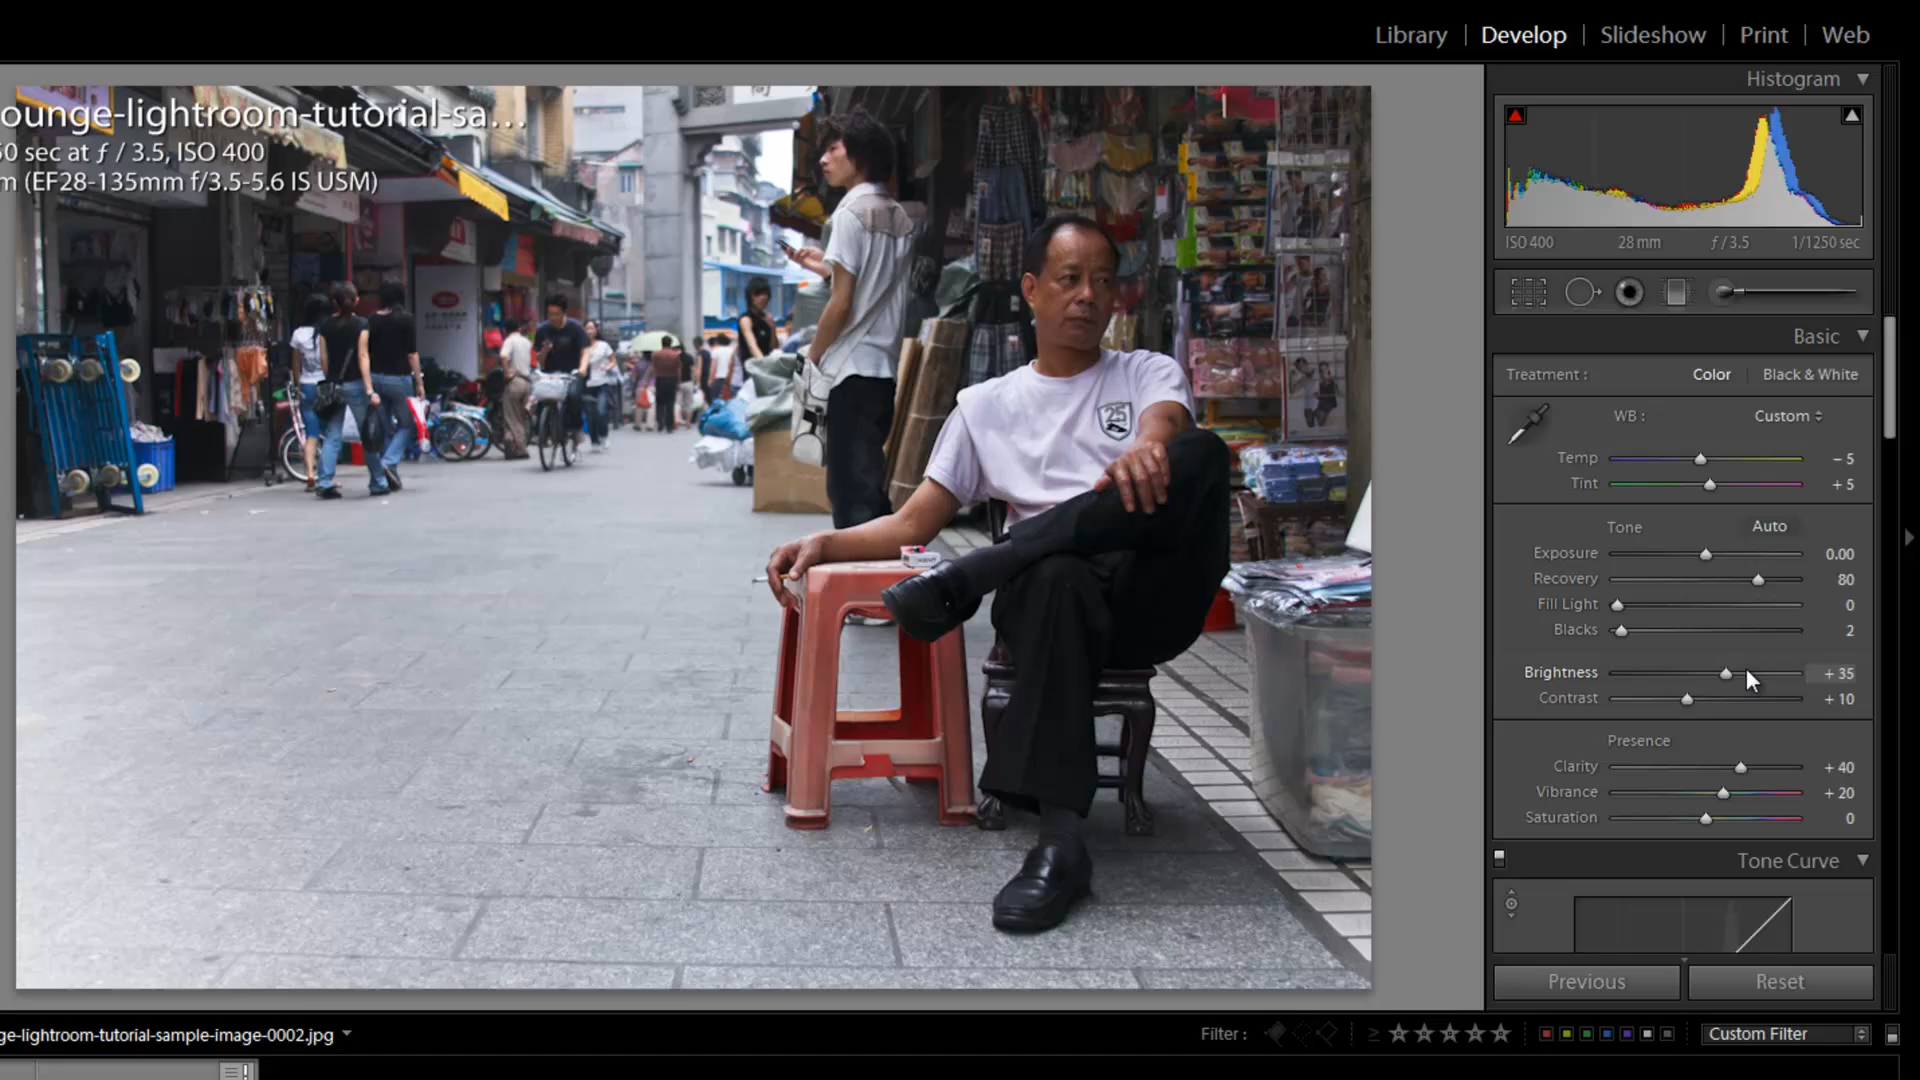 Library | Develop | Slideshow | Print | Web
Histogram
ounge-lightroom-tutorial-sa...
50 sec at ƒ / 3.5, ISO 400
m (EF28-135mm f/3.5-5.6 IS USM)
ISO 400 28 mm ƒ / 3.5 1/1250 sec
Basic
Treatment : Color Black & White
WB : Custom
Temp - 5
Tint + 5
Tone Auto
Exposure 0.00
Recovery 80
Fill Light 0
Blacks 2
Brightness + 35
Contrast + 10
Presence
Clarity + 40
Vibrance + 20
Saturation 0
25
Tone Curve
Previous Reset
ge-lightroom-tutorial-sample-image-0002.jpg
Filter : ≥ Custom Filter